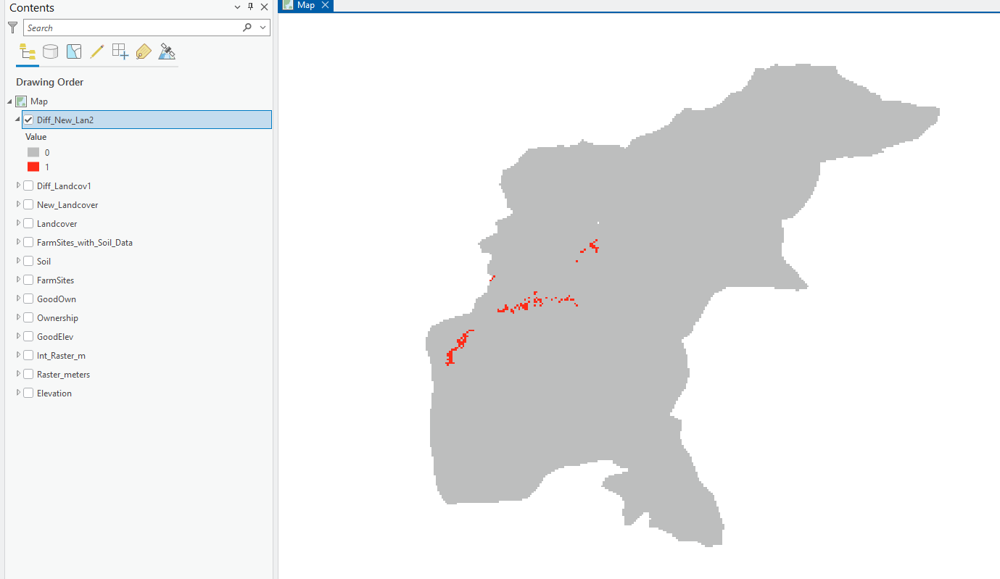 Contents
Map
Search
Drawing Order
Map
Diff_New_Lan2
Value
0
1
Diff_Landcov1
New_Landcover
Landcover
FarmSites_with_Soil_Data
Soil
FarmSites
GoodOwn
Ownership
GoodElev
Int_Raster_m
Raster_meters
Elevation